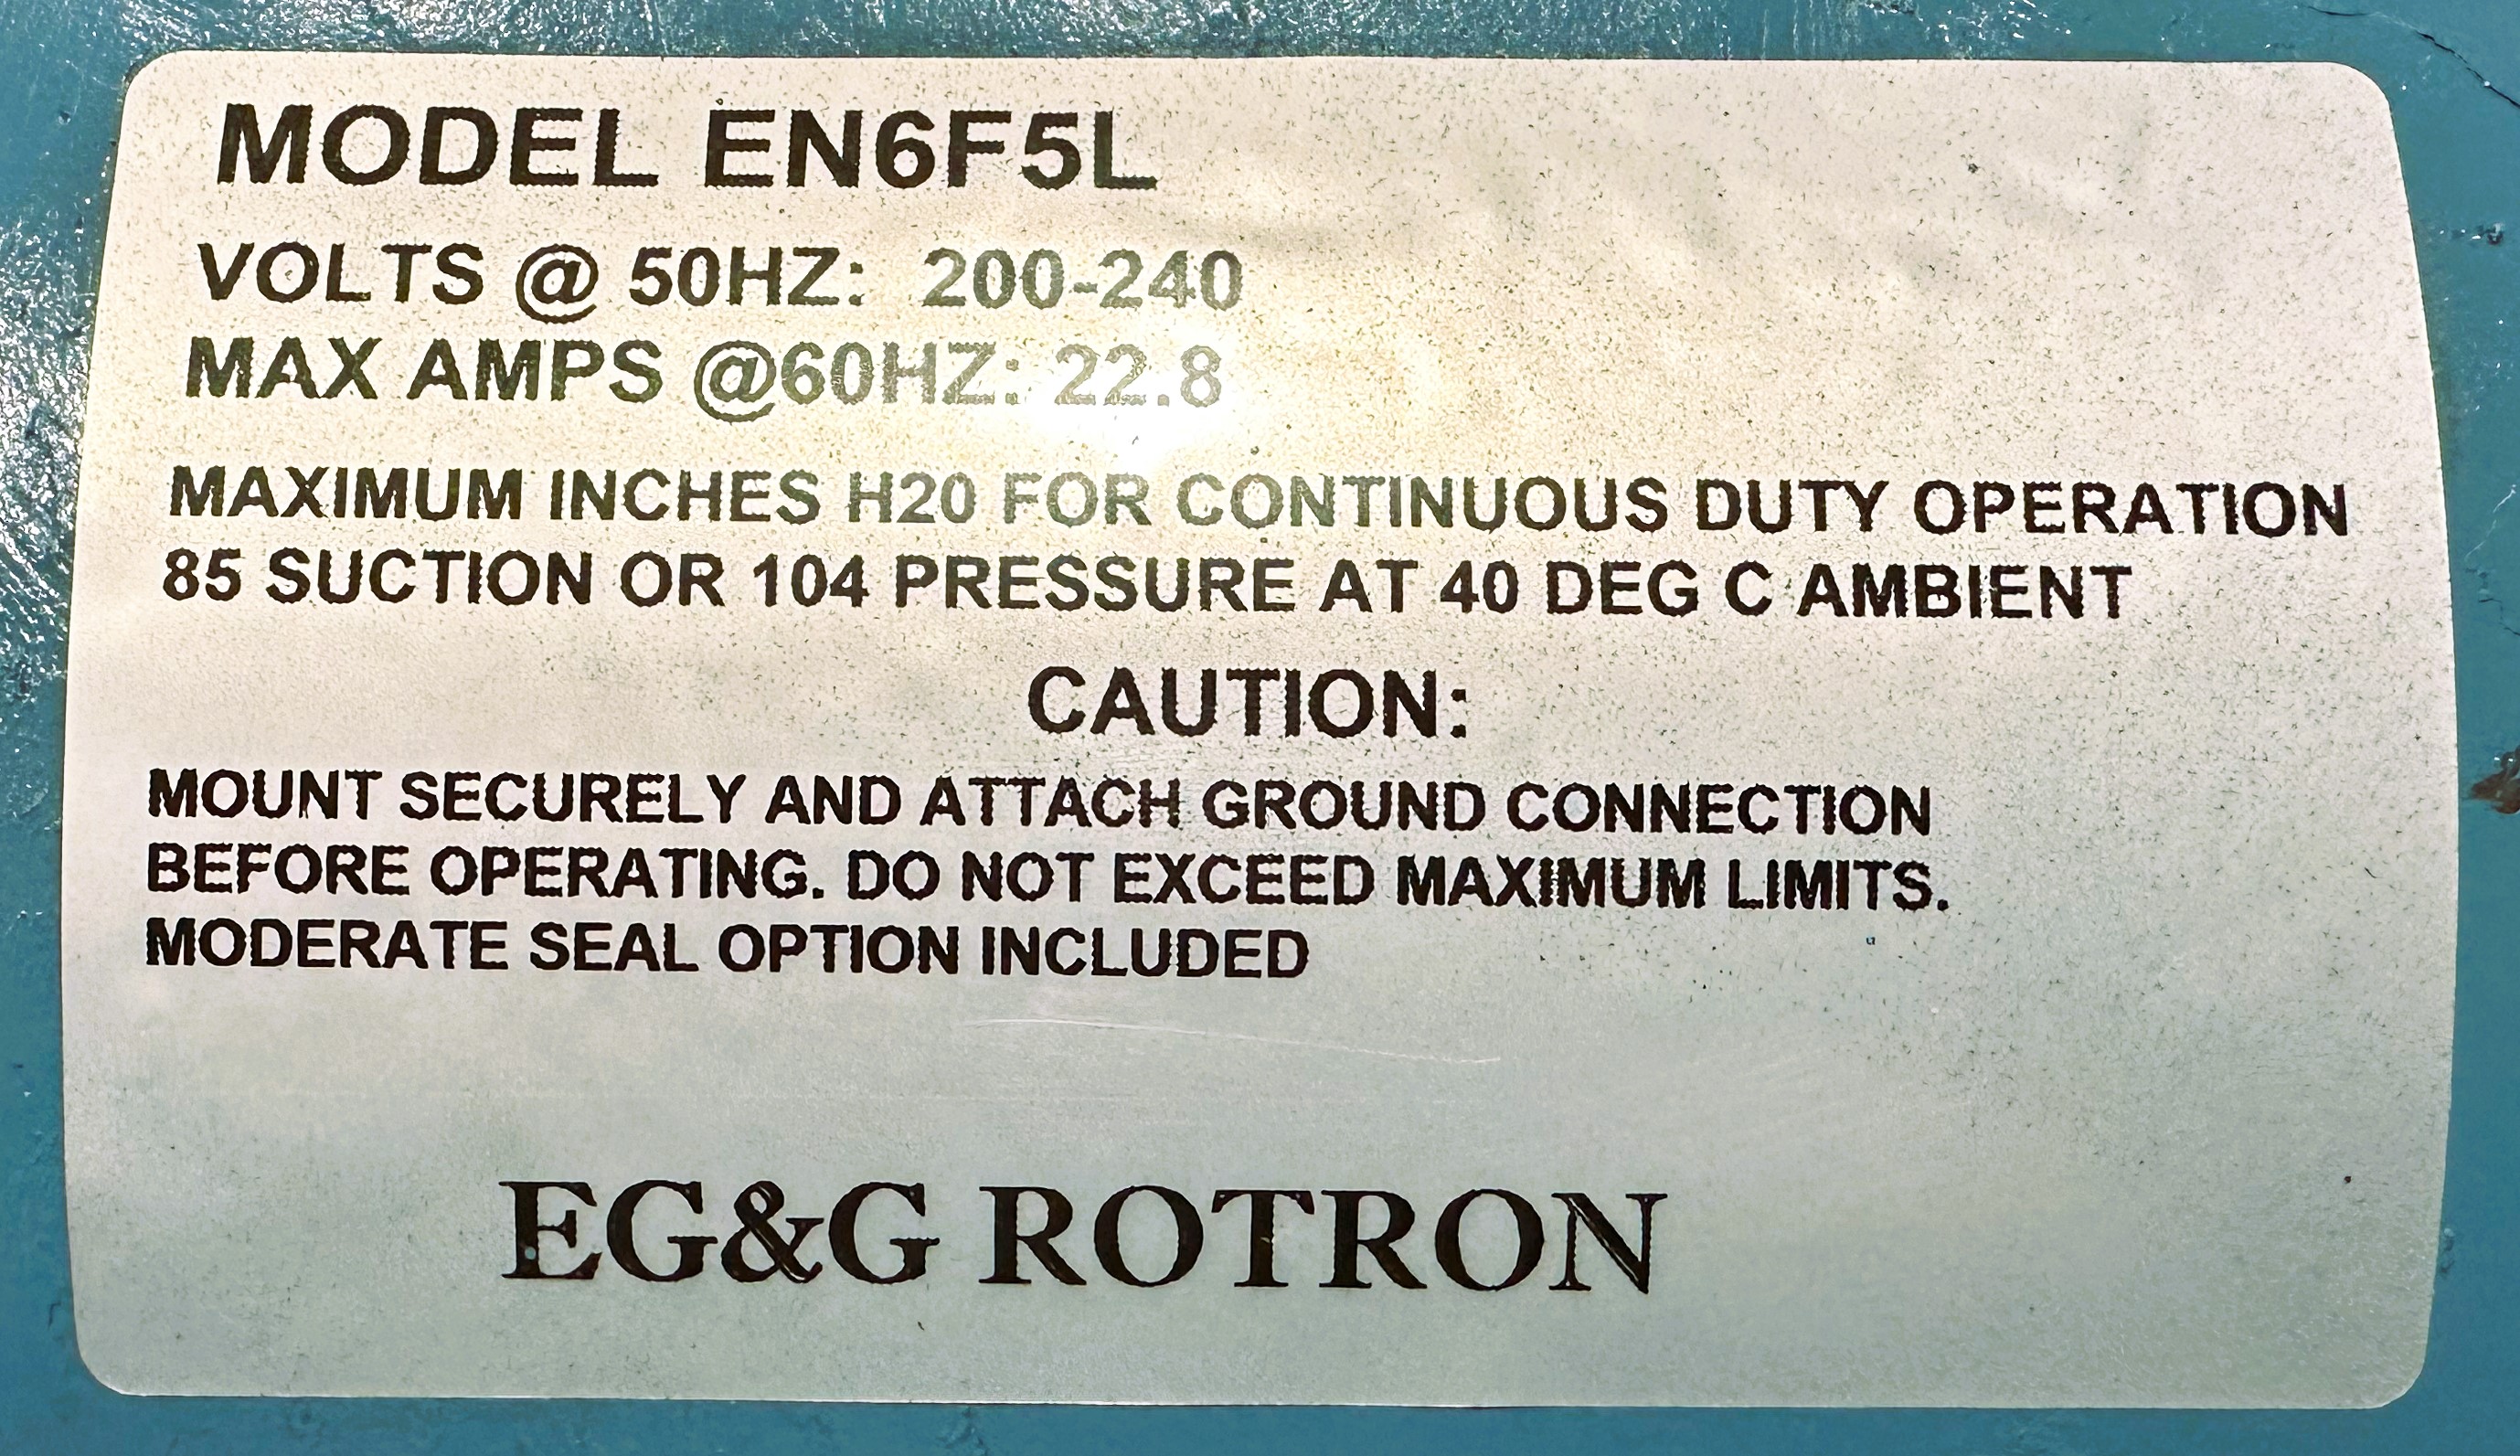 MODEL EN6F5L
VOLTS @ 50HZ: 200-240
MAX AMPS @60HZ: 22.8
MAXIMUM INCHES H20 FOR CONTINUOUS DUTY OPERATION
85 SUCTION OR 104 PRESSURE AT 40 DEG C AMBIENT
CAUTION:
MOUNT SECURELY AND ATTACH GROUND CONNECTION
BEFORE OPERATING. DO NOT EXCEED MAXIMUM LIMITS.
MODERATE SEAL OPTION INCLUDED
EG&G ROTRON